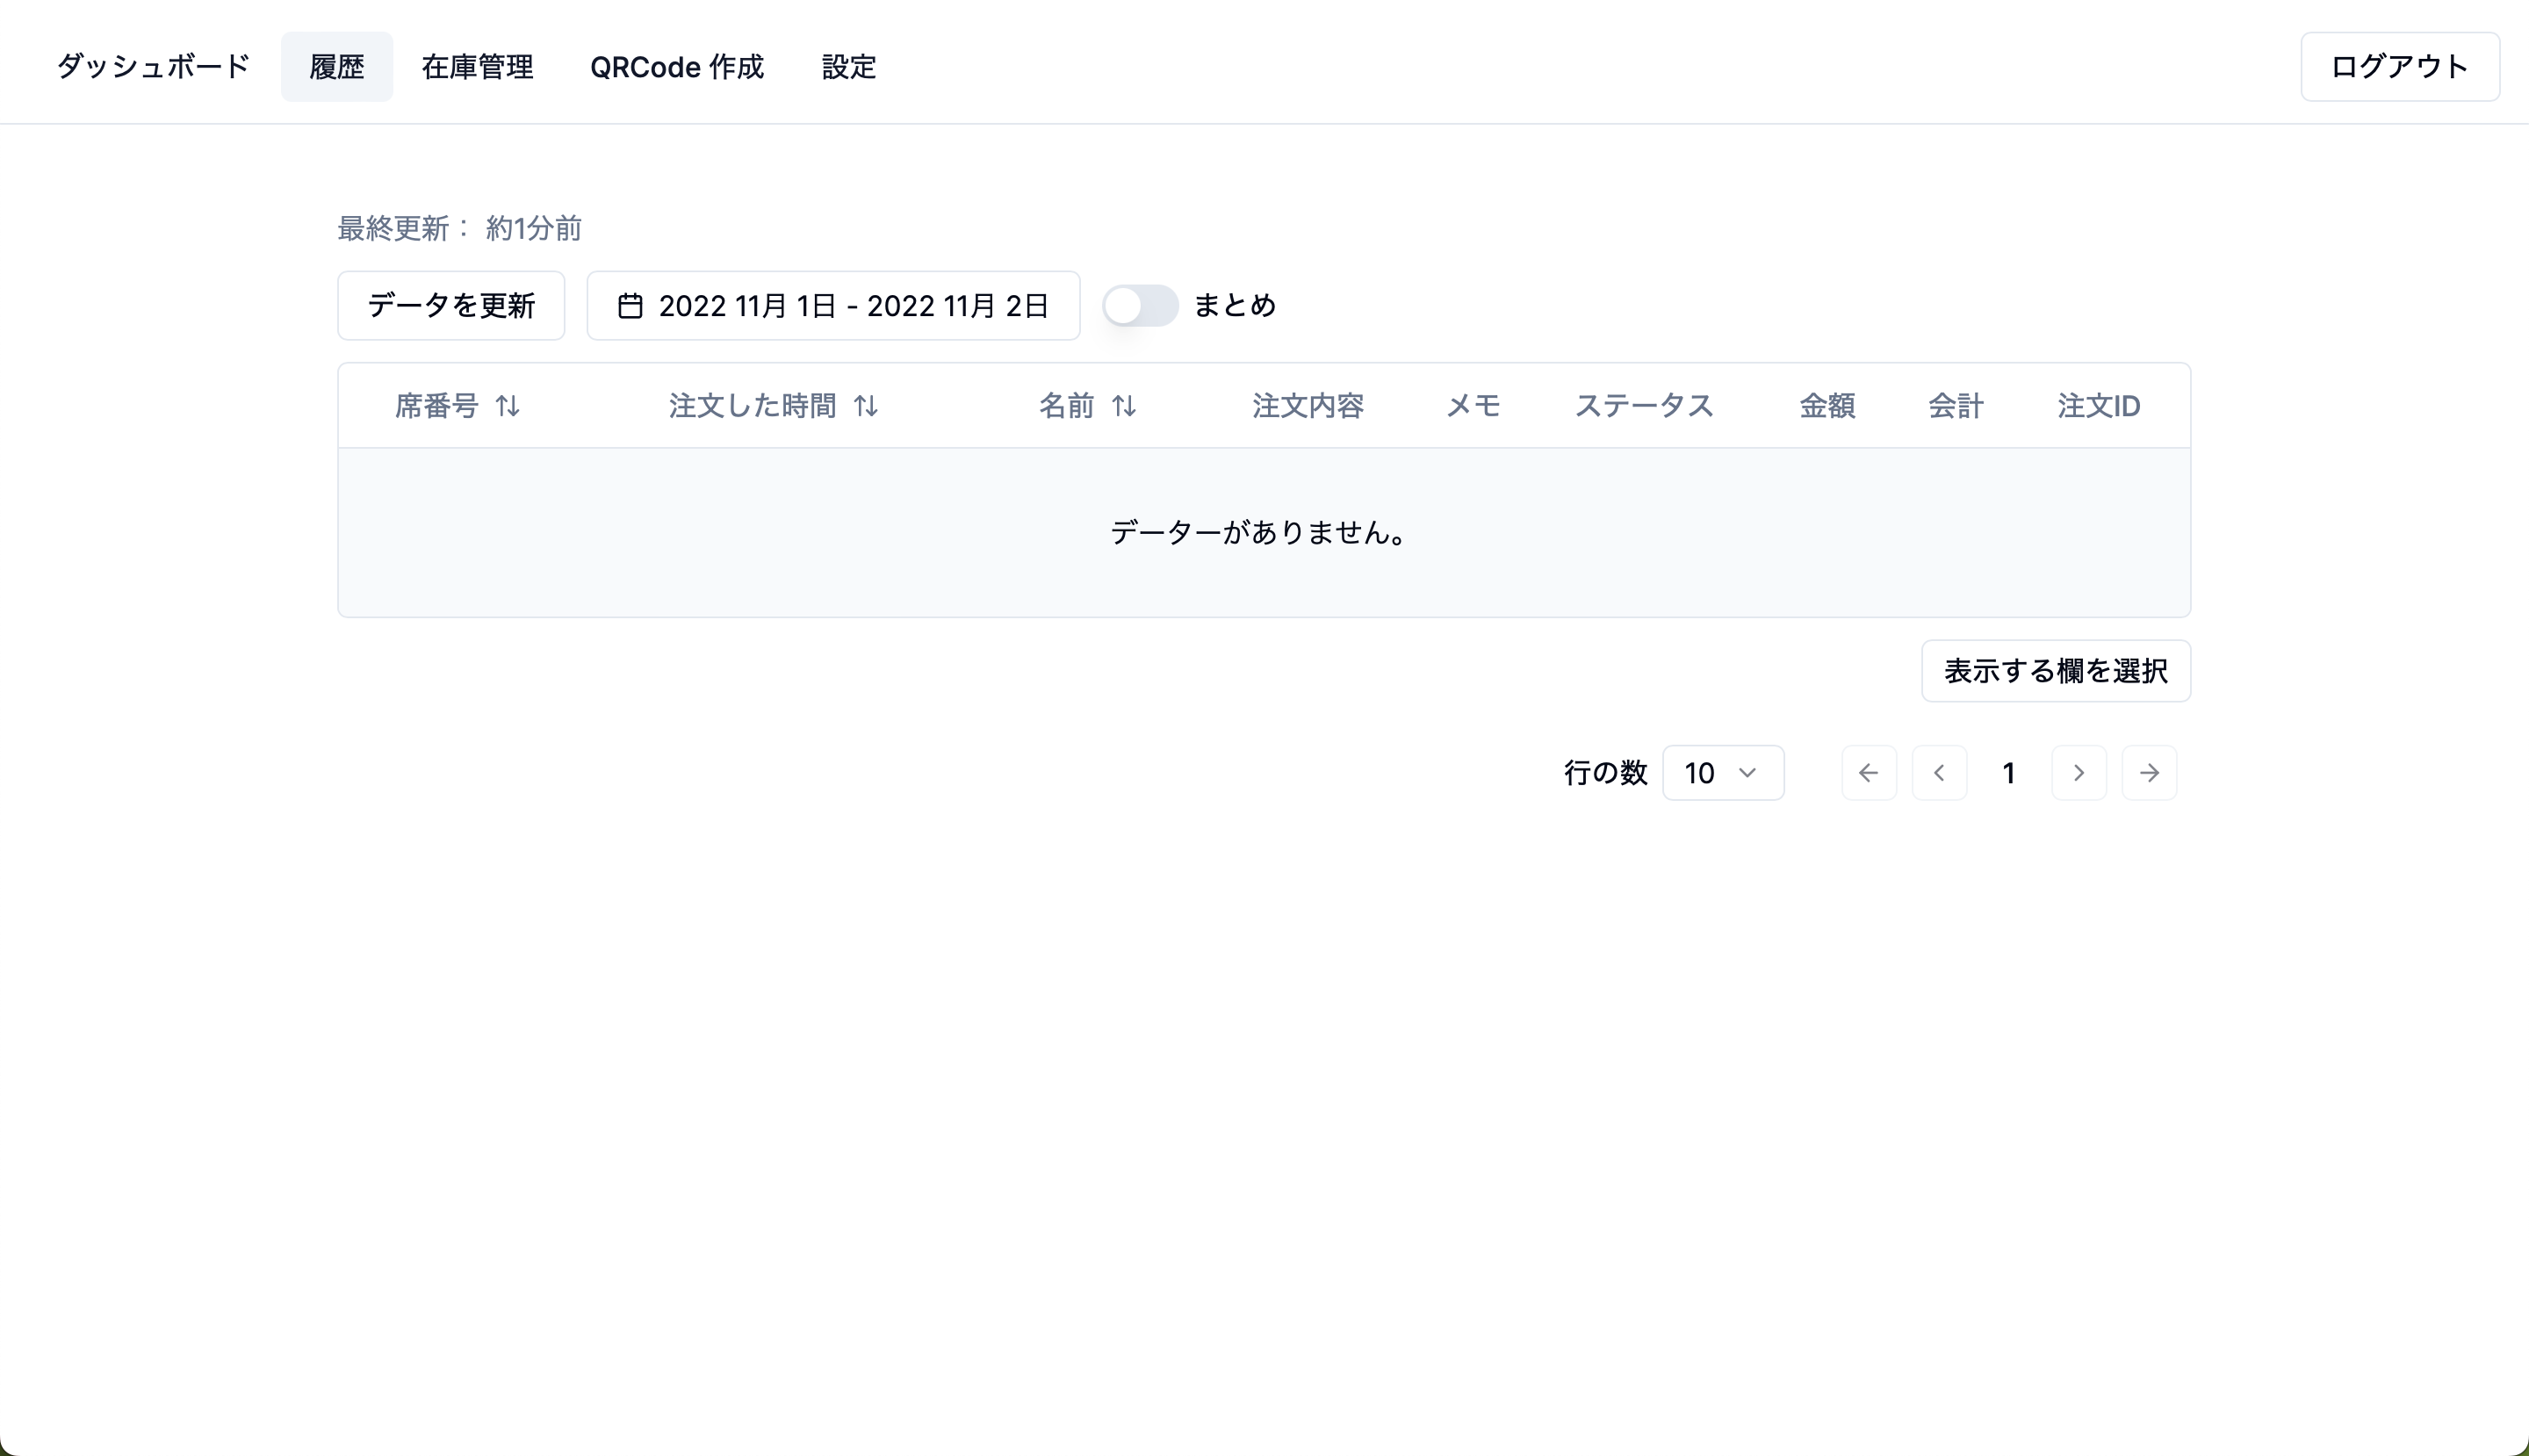 ダッシュボード 履歴 在庫管理 QRCode 作成 設定 ログアウト
最終更新： 約1分前
データを更新 2022 11月 1日 - 2022 11月 2日 まとめ
席番号 注文した時間 名前 注文内容 メモ ステータス 金額 会計 注文ID
データーがありません。
表示する欄を選択
行の数 10 1